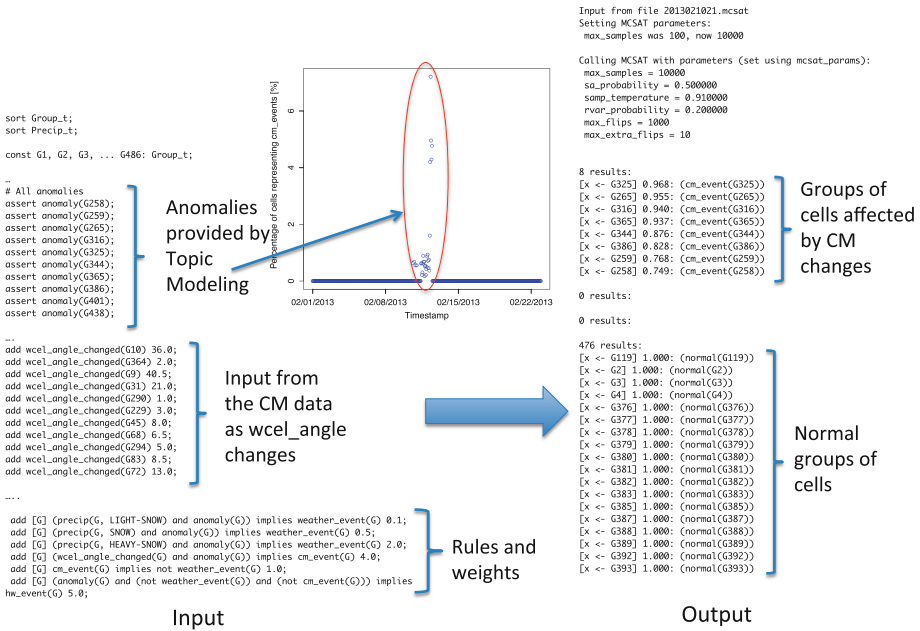 sort Group_t;
sort Precip_t;
const G1, G2, G3, ... G486: Group_t;
…
# All anomalies
assert anomaly(G258);
assert anomaly(G259);
assert anomaly(G265);
assert anomaly(G316);
assert anomaly(G325);
assert anomaly(G344);
assert anomaly(G365);
assert anomaly(G386);
assert anomaly(G401);
assert anomaly(G438);
Anomalies
provided by
Topic
Modeling
….
add wcel_angle_changed(G10) 36.0;
add wcel_angle_changed(G364) 2.0;
add wcel_angle_changed(G9) 40.5;
add wcel_angle_changed(G31) 21.0;
add wcel_angle_changed(G290) 1.0;
add wcel_angle_changed(G229) 3.0;
add wcel_angle_changed(G45) 8.0;
add wcel_angle_changed(G68) 6.5;
add wcel_angle_changed(G294) 5.0;
add wcel_angle_changed(G83) 8.5;
add wcel_angle_changed(G72) 13.0;
Input from
the CM data
as wcel_angle
changes
…..
add [G] (precip(G, LIGHT-SNOW) and anomaly(G)) implies weather_event(G) 0.1;
add [G] (precip(G, SNOW) and anomaly(G)) implies weather_event(G) 0.5;
add [G] (precip(G, HEAVY-SNOW) and anomaly(G)) implies weather_event(G) 2.0;
add [G] (wcel_angle_changed(G) and anomaly(G)) implies cm_event(G) 4.0;
add [G] cm_event(G) implies not weather_event(G) 1.0;
add [G] (anomaly(G) and (not weather_event(G)) and (not cm_event(G))) implies
hw_event(G) 5.0;
Rules and
weights
Input
Percentage of cells representing cm_events [%]
6
4
2
0
02/01/2013
02/08/2013
02/15/2013
02/22/2013
Timestamp
Input from file 2013021021.mcsat
Setting MCSAT parameters:
max_samples was 100, now 10000
Calling MCSAT with parameters (set using mcsat_params):
max_samples = 10000
sa_probability = 0.500000
samp_temperature = 0.910000
rvar_probability = 0.200000
max_flips = 1000
max_extra_flips = 10
8 results:
[x <- G325] 0.968: (cm_event(G325))
[x <- G265] 0.955: (cm_event(G265))
[x <- G316] 0.940: (cm_event(G316))
[x <- G365] 0.937: (cm_event(G365))
[x <- G344] 0.876: (cm_event(G344))
[x <- G386] 0.828: (cm_event(G386))
[x <- G259] 0.768: (cm_event(G259))
[x <- G258] 0.749: (cm_event(G258))
Groups of
cells affected
by CM
changes
0 results:
0 results:
476 results:
[x <- G119] 1.000: (normal(G119))
[x <- G2] 1.000: (normal(G2))
[x <- G3] 1.000: (normal(G3))
[x <- G4] 1.000: (normal(G4))
[x <- G376] 1.000: (normal(G376))
[x <- G377] 1.000: (normal(G377))
[x <- G378] 1.000: (normal(G378))
[x <- G379] 1.000: (normal(G379))
[x <- G380] 1.000: (normal(G380))
[x <- G381] 1.000: (normal(G381))
[x <- G382] 1.000: (normal(G382))
[x <- G383] 1.000: (normal(G383))
[x <- G385] 1.000: (normal(G385))
[x <- G387] 1.000: (normal(G387))
[x <- G388] 1.000: (normal(G388))
[x <- G389] 1.000: (normal(G389))
[x <- G392] 1.000: (normal(G392))
[x <- G393] 1.000: (normal(G393))
Normal
groups of
cells
Output